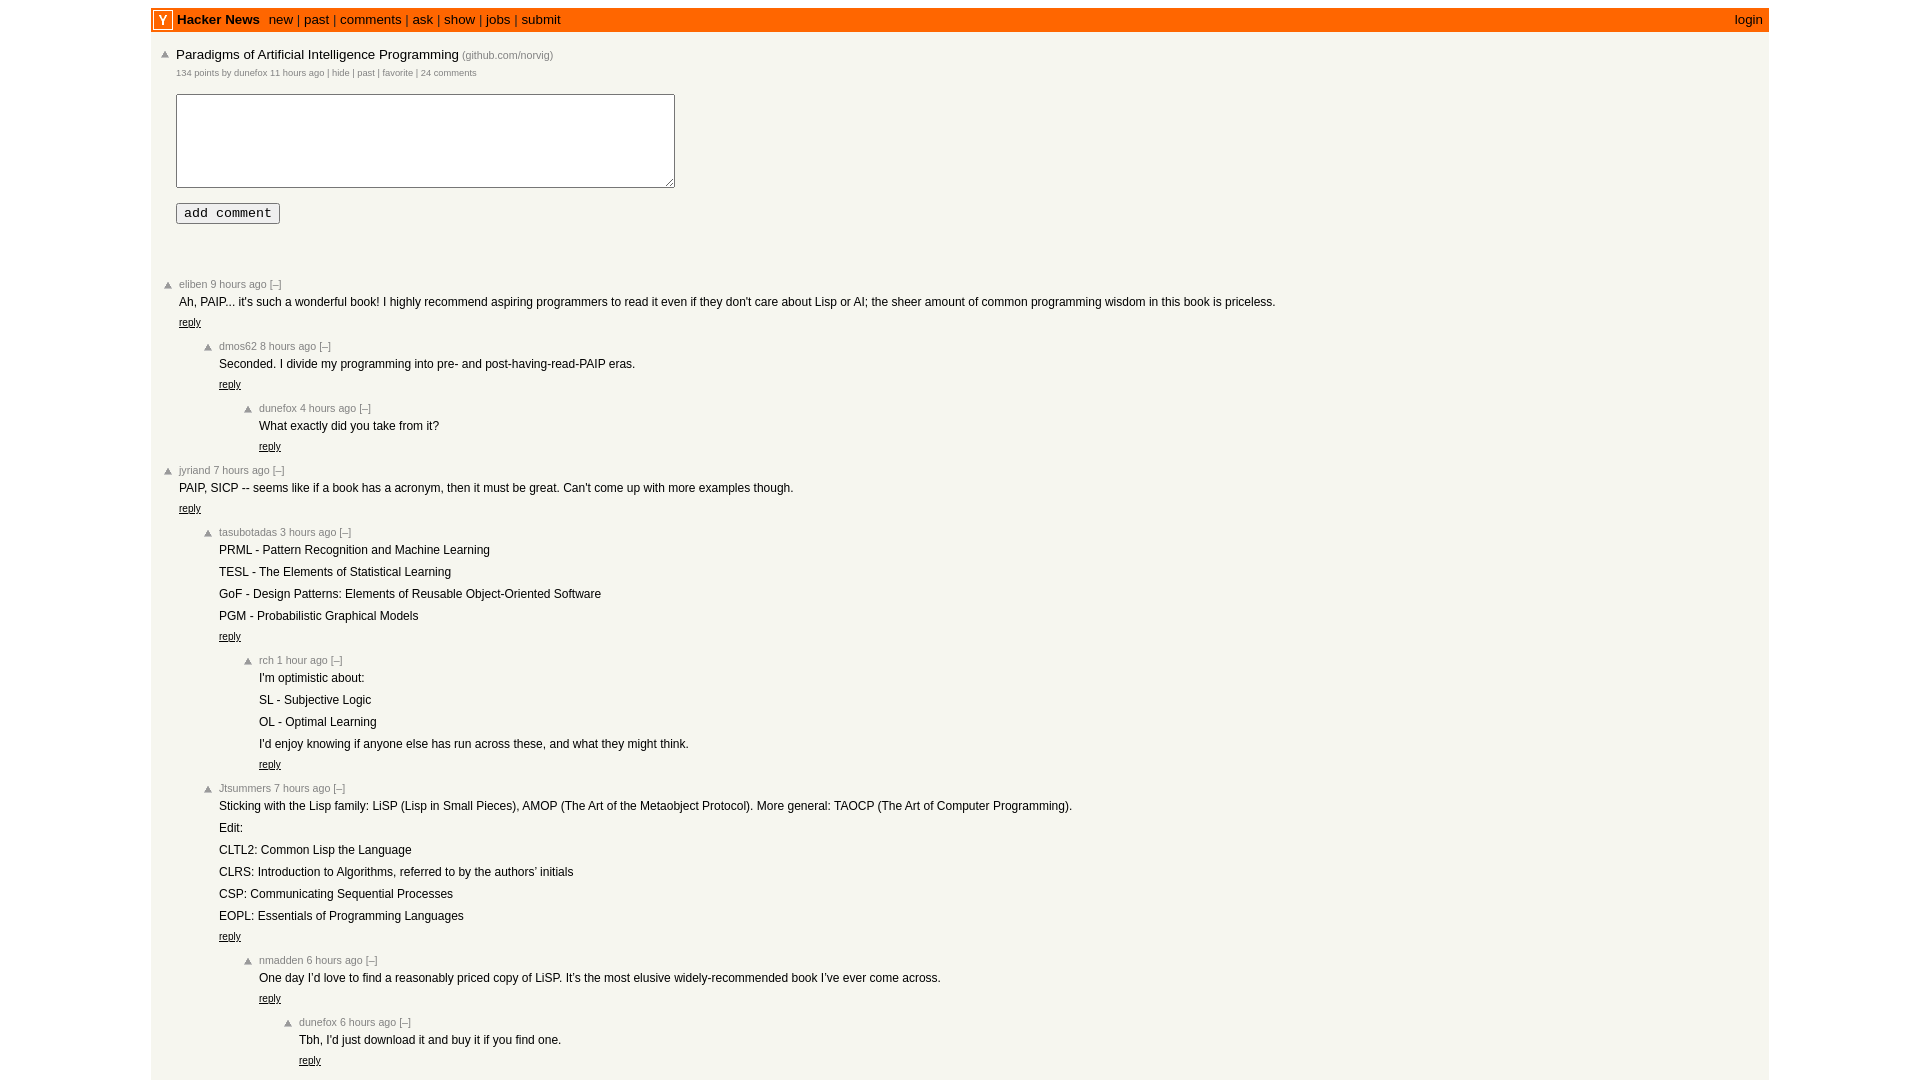 Y Hacker News new | past | comments | ask | show | jobs | submit login
Paradigms of Artificial Intelligence Programming (github.com/norvig)
134 points by dunefox 11 hours ago | hide | past | favorite | 24 comments
add comment
eliben 9 hours ago [–]
Ah, PAIP... it's such a wonderful book! I highly recommend aspiring programmers to read it even if they don't care about Lisp or AI; the sheer amount of common programming wisdom in this book is priceless.
reply
dmos62 8 hours ago [–]
Seconded. I divide my programming into pre- and post-having-read-PAIP eras.
reply
dunefox 4 hours ago [–]
What exactly did you take from it?
reply
jyriand 7 hours ago [–]
PAIP, SICP -- seems like if a book has a acronym, then it must be great. Can't come up with more examples though.
reply
tasubotadas 3 hours ago [–]
PRML - Pattern Recognition and Machine Learning
TESL - The Elements of Statistical Learning
GoF - Design Patterns: Elements of Reusable Object-Oriented Software
PGM - Probabilistic Graphical Models
reply
rch 1 hour ago [–]
I'm optimistic about:
SL - Subjective Logic
OL - Optimal Learning
I'd enjoy knowing if anyone else has run across these, and what they might think.
reply
Jtsummers 7 hours ago [–]
Sticking with the Lisp family: LiSP (Lisp in Small Pieces), AMOP (The Art of the Metaobject Protocol). More general: TAOCP (The Art of Computer Programming).
Edit:
CLTL2: Common Lisp the Language
CLRS: Introduction to Algorithms, referred to by the authors’ initials
CSP: Communicating Sequential Processes
EOPL: Essentials of Programming Languages
reply
nmadden 6 hours ago [–]
One day I’d love to find a reasonably priced copy of LiSP. It’s the most elusive widely-recommended book I’ve ever come across.
reply
dunefox 6 hours ago [–]
Tbh, I'd just download it and buy it if you find one.
reply